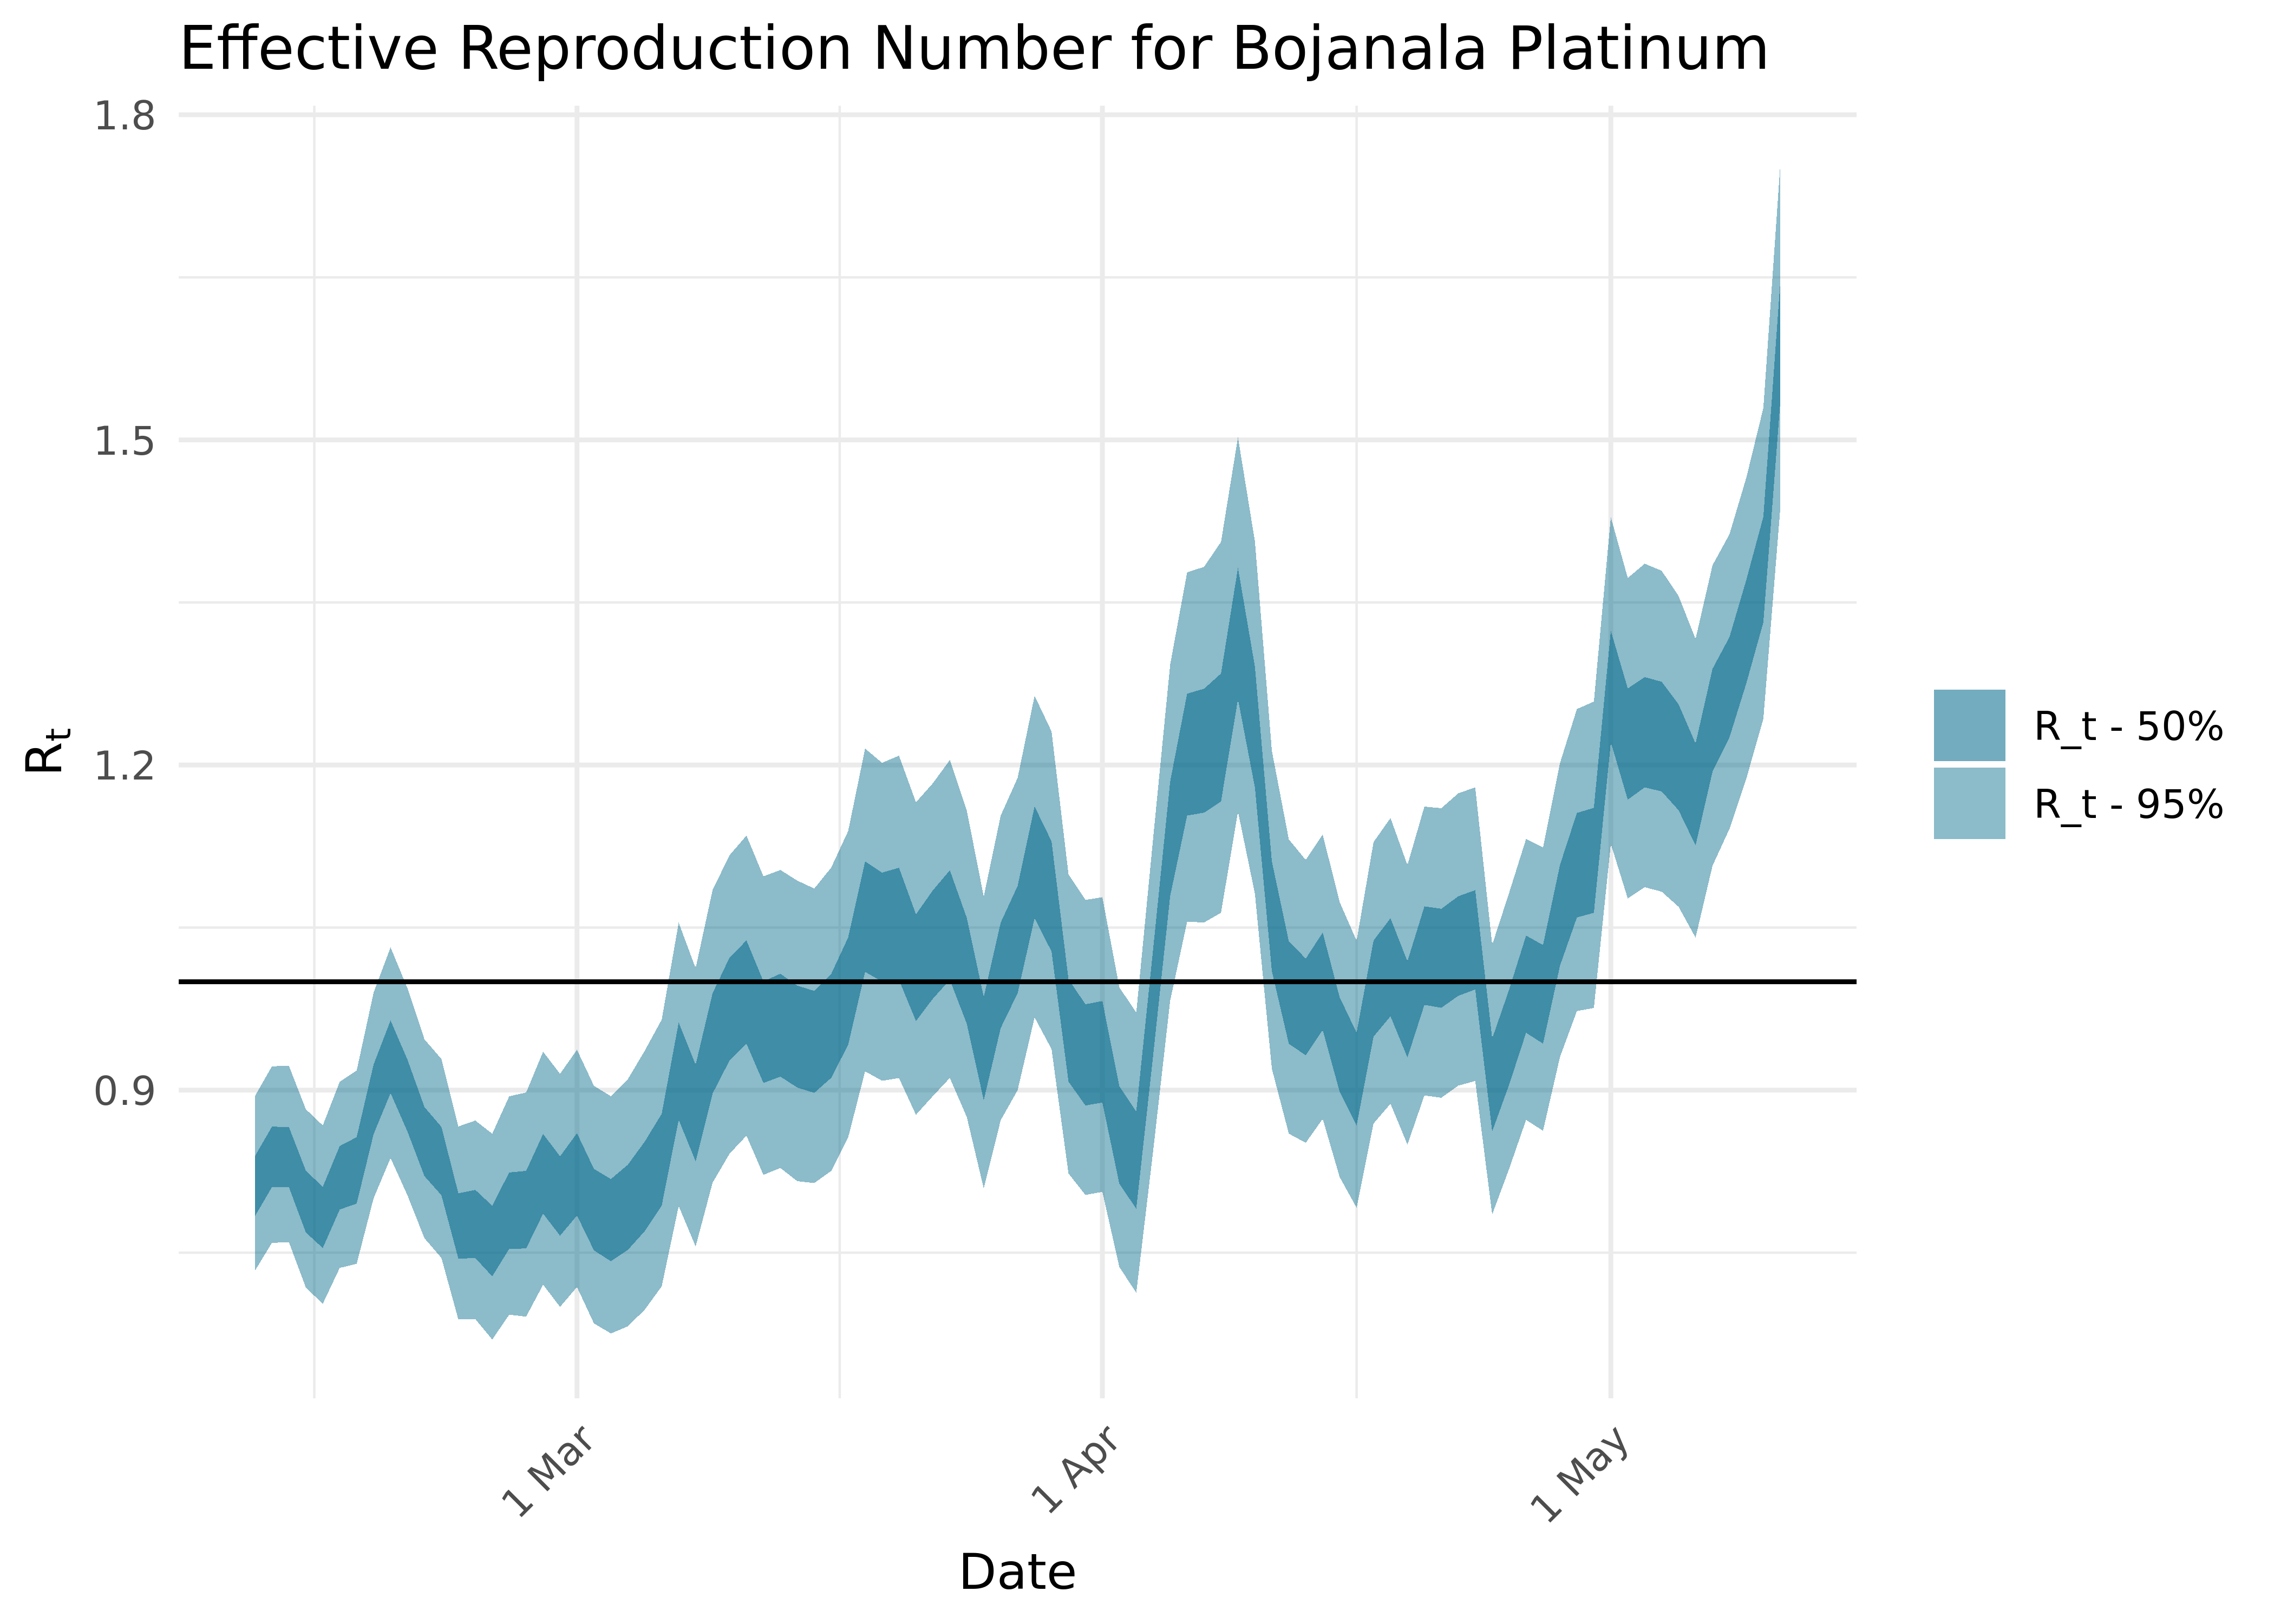 Effective Reproduction Number for Bojanala Platinum
1.8
1.5
1.2
0.9
Rt
R_t - 50%
R_t - 95%
1 Mar
1 Apr
1 May
Date